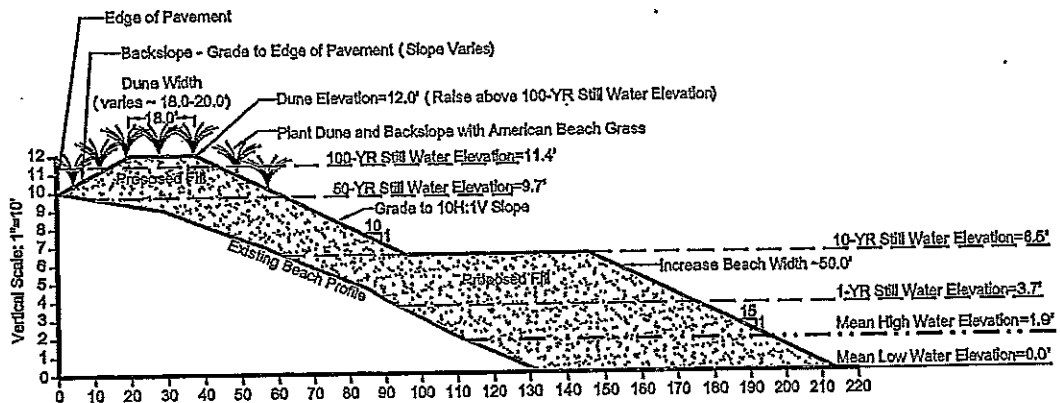 Edge of Pavement
Backslope - Grade to Edge of Pavement (Slope Varies)
Dune Width
(varies ~ 18.0-20.0')
18.0'
Dune Elevation=12.0' (Raise above 100-YR Still Water Elevation)
Plant Dune and Backslope with American Beach Grass
100-YR Still Water Elevation=11.4'
Proposed Fill
50-YR Still Water Elevation=9.7'
Grade to 10H:1V Slope
10
1
10-YR Still Water Elevation=6.5'
Existing Beach Profile
Proposed Fill
Increase Beach Width ~50.0'
1-YR Still Water Elevation=3.7'
15
1
Mean High Water Elevation=1.9'
Mean Low Water Elevation=0.0'
Vertical Scale: 1"=10'
12
11
10
9
8
7
6
5
4
3
2
1
0
0 10 20 30 40 50 60 70 80 90 100 110 120 130 140 150 160 170 180 190 200 210 220